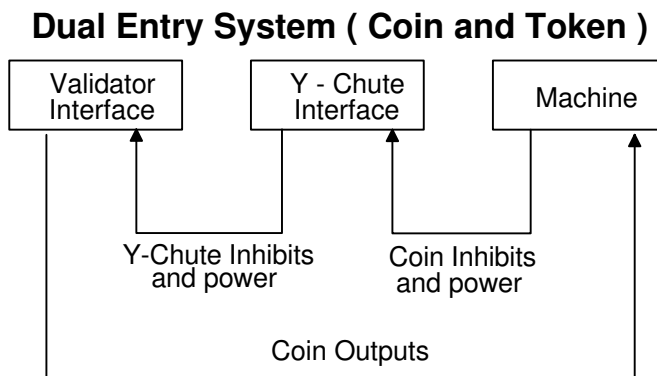 Dual Entry System ( Coin and Token )
Validator
Interface
Y - Chute
Interface
Machine
Y-Chute Inhibits
and power
Coin Inhibits
and power
Coin Outputs